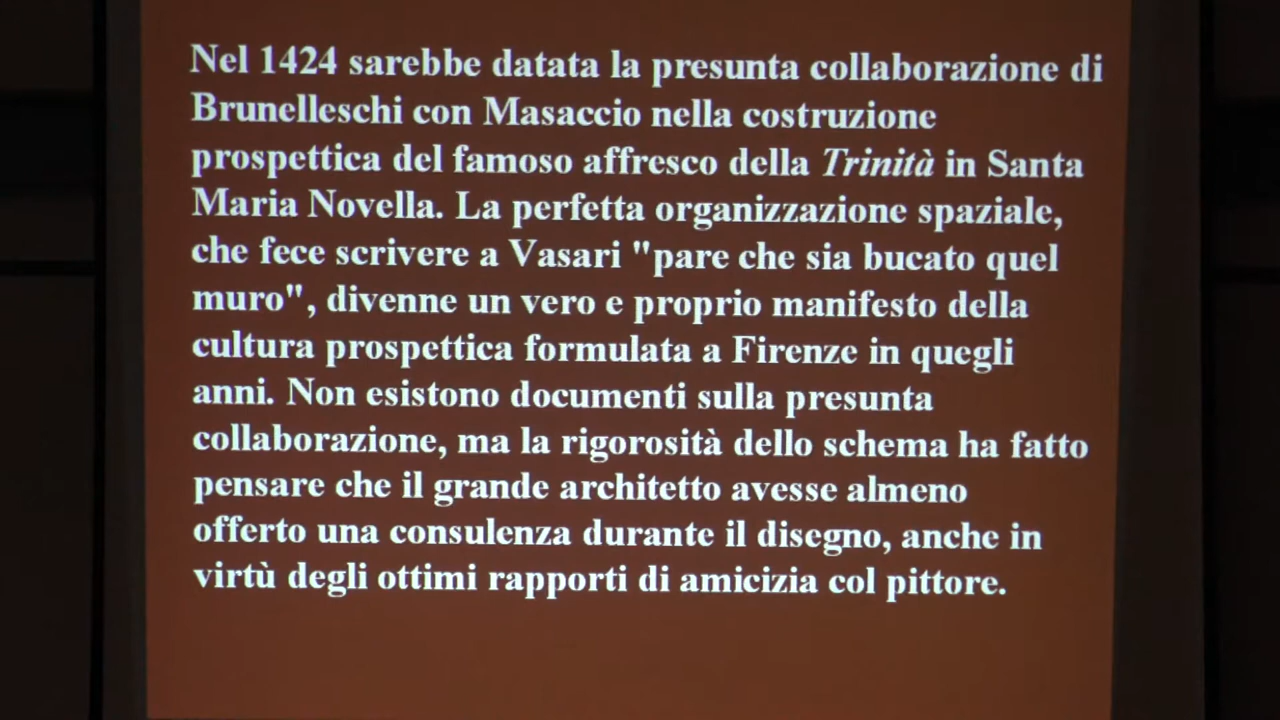 Nel 1424 sarebbe datata la presunta collaborazione di
Brunelleschi con Masaccio nella costruzione
prospettica del famoso affresco della Trinità in Santa
Maria Novella. La perfetta organizzazione spaziale,
che fece scrivere a Vasari "pare che sia bucato quel
muro", divenne un vero e proprio manifesto della
cultura prospettica formulata a Firenze in quegli
anni. Non esistono documenti sulla presunta
collaborazione, ma la rigorosità dello schema ha fatto
pensare che il grande architetto avesse almeno
offerto una consulenza durante il disegno, anche in
virtù degli ottimi rapporti di amicizia col pittore.